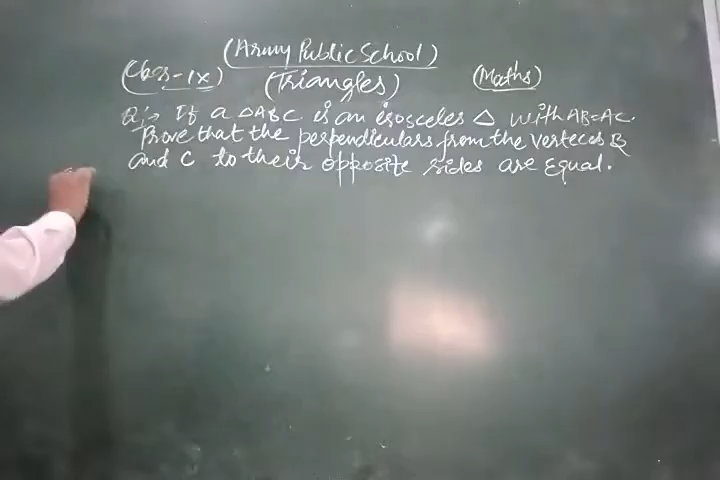 (Army Public School)
(Class-IX)
(Triangles)
(Maths)
Q:→ If a △ABC is an isosceles △ with AB=AC.
Prove that the perpendiculars from the verteces B
and C to their opposite sides are equal.